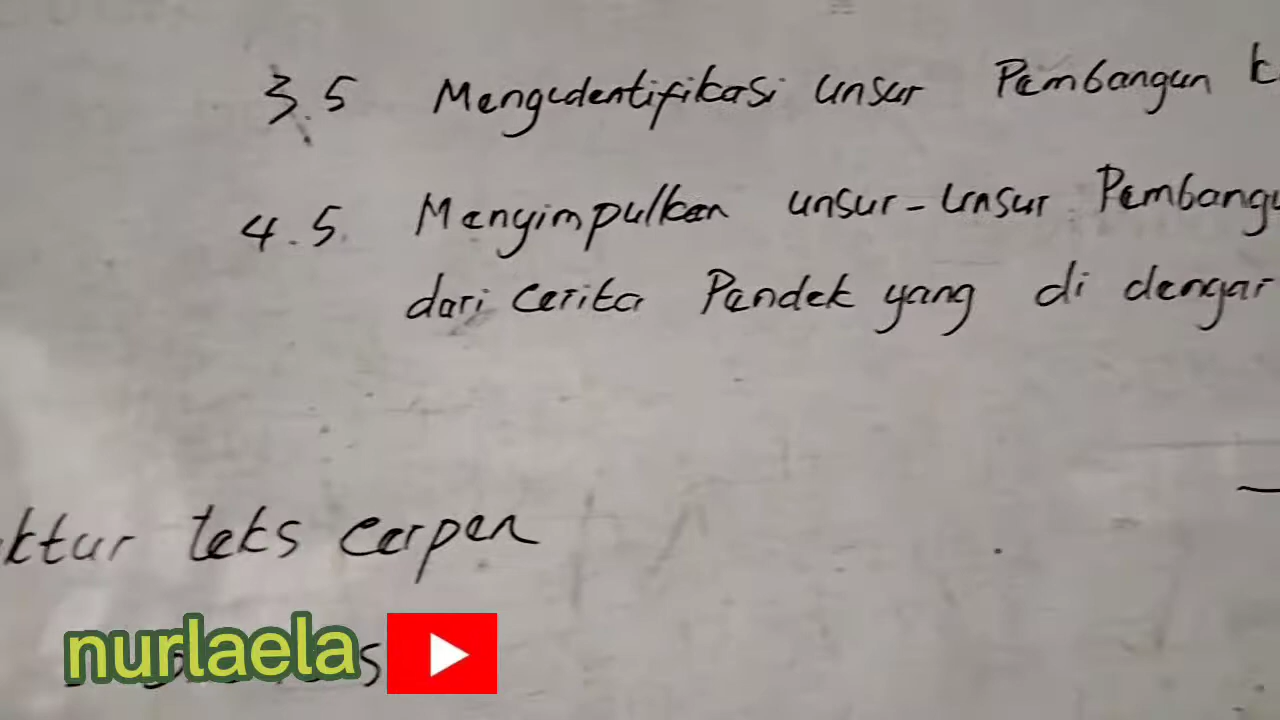 3.5 Mengidentifikasi unsur Pembangun
4.5. Menyimpulkan unsur-unsur Pembangu
dari cerita Pendek yang di dengar
ktur teks cerpen
nurlaela